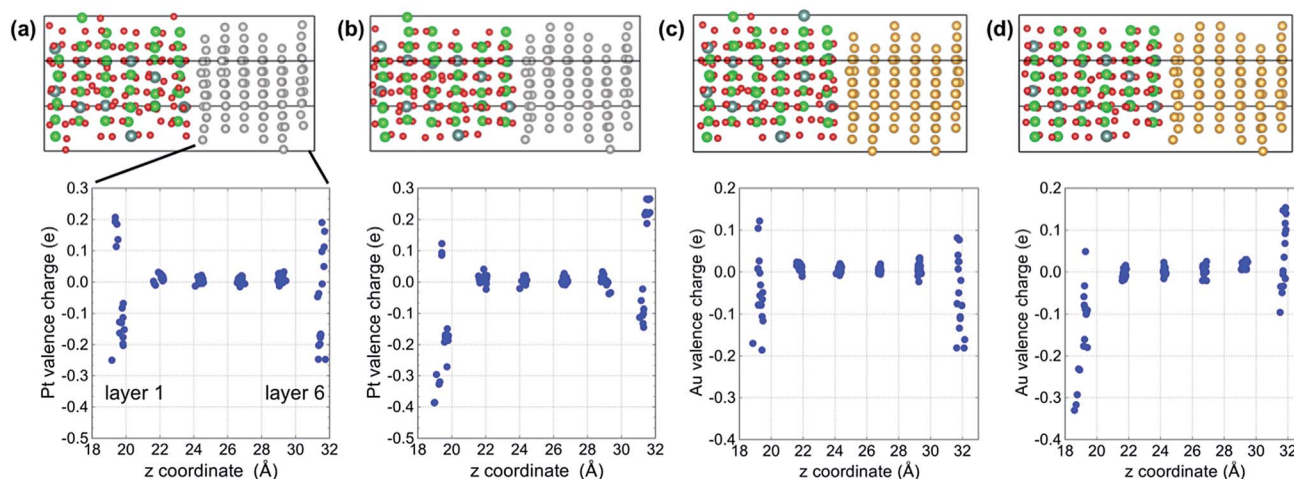 (a) (b) (c) (d)
0.3 0.3 0.2 0.2
0.2 0.2 0.1 0.1
0.1 0.1 0.0 0.0
0.0 0.0 -0.1 -0.1
-0.1 -0.1 -0.2 -0.2
-0.2 -0.2 -0.3 -0.3
-0.3 -0.3 -0.4 -0.4
-0.4 -0.4
-0.5 -0.5
Pt valence charge (e)
layer 1 layer 6
18 20 22 24 26 28 30 32
z coordinate (Å)
Pt valence charge (e)
18 20 22 24 26 28 30 32
z coordinate (Å)
Au valence charge (e)
18 20 22 24 26 28 30 32
z coordinate (Å)
Au valence charge (e)
18 20 22 24 26 28 30 32
z coordinate (Å)